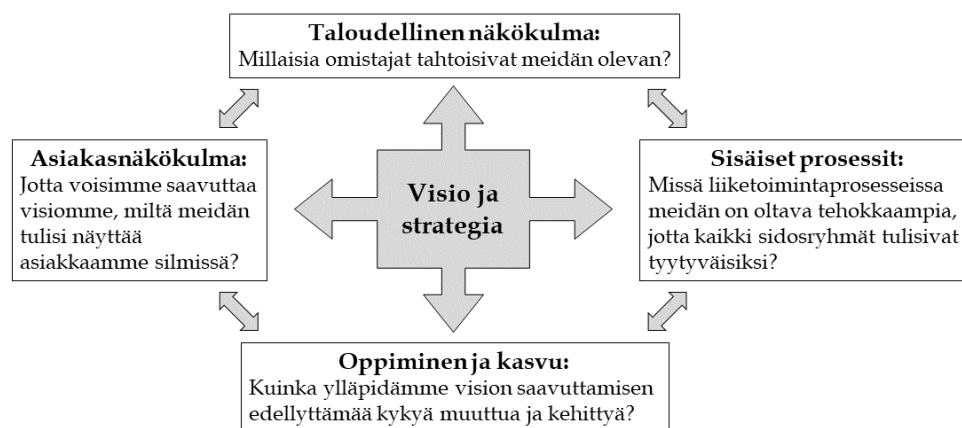 Taloudellinen näkökulma:
Millaisia omistajat tahtoisivat meidän olevan?
Asiakasnäkökulma:
Jotta voisimme saavuttaa
visiomme, miltä meidän
tulisi näyttää
asiakkaamme silmissä?
Visio ja
strategia
Sisäiset prosessit:
Missä liiketoimintaprosesseissa
meidän on oltava tehokkaampia,
jotta kaikki sidosryhmät tulisivat
tyytyväisiksi?
Oppiminen ja kasvu:
Kuinka ylläpidämme vision saavuttamisen
edellyttämää kykyä muuttua ja kehittyä?